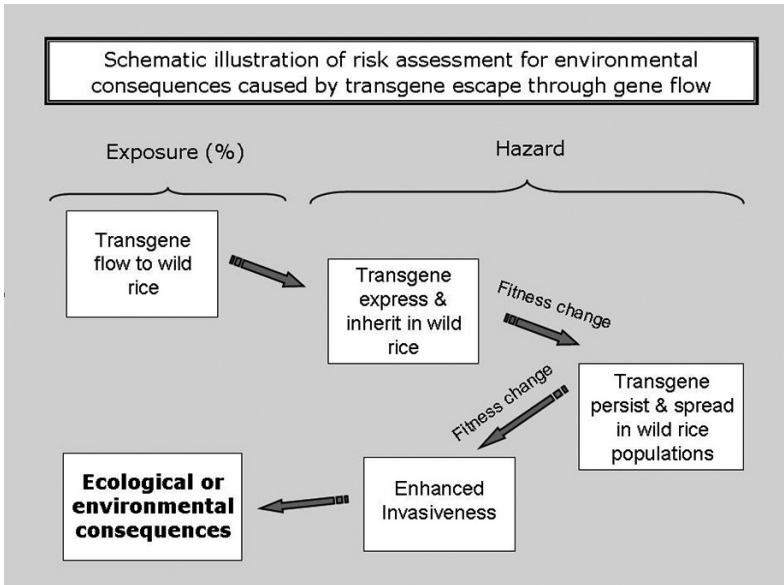 Schematic illustration of risk assessment for environmental
consequences caused by transgene escape through gene flow
Exposure (%)
Hazard
Transgene
flow to wild
rice
Transgene
express &
inherit in wild
rice
Fitness change
Transgene
persist & spread
in wild rice
populations
Fitness change
Enhanced
Invasiveness
Ecological or
environmental
consequences